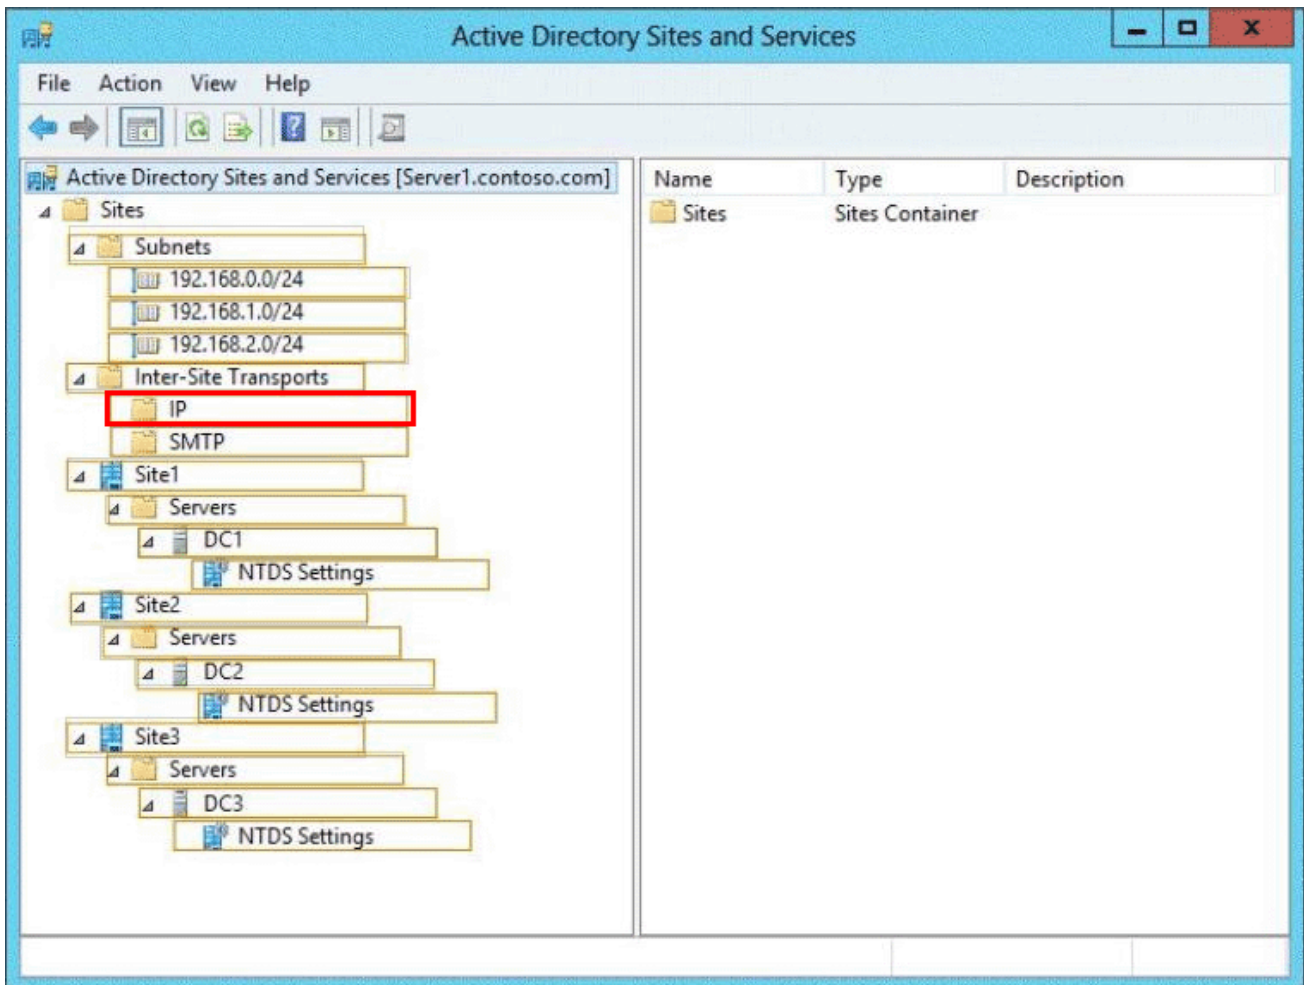 Active Directory Sites and Services
File Action View Help
Active Directory Sites and Services [Server1.contoso.com]
Sites
Subnets
192.168.0.0/24
192.168.1.0/24
192.168.2.0/24
Inter-Site Transports
IP
SMTP
Site1
Servers
DC1
NTDS Settings
Site2
Servers
DC2
NTDS Settings
Site3
Servers
DC3
NTDS Settings
Name Type Description
Sites Sites Container